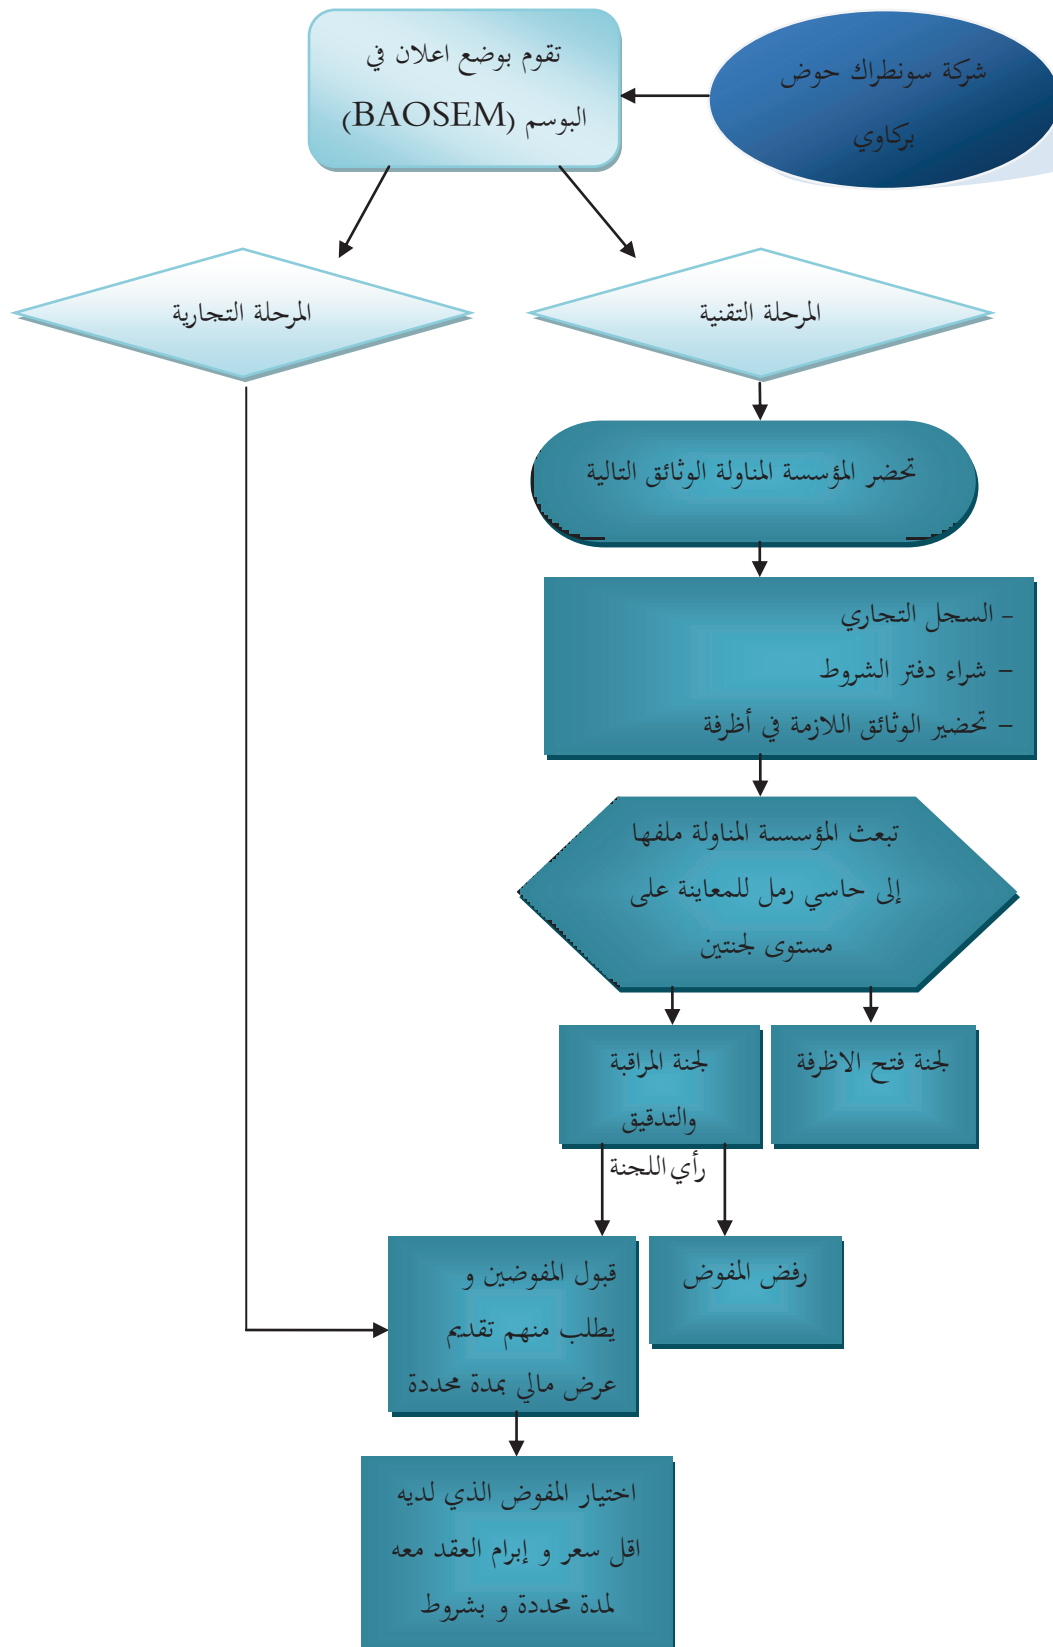 شركة سونطراك حوض
بركاوي
تقوم بوضع اعلان في
البوسم (BAOSEM)
المرحلة التقنية
المرحلة التجارية
تحضر المؤسسة المناولة الوثائق التالية
- السجل التجاري
- شراء دفتر الشروط
- تحضير الوثائق اللازمة في أظرفة
تبعث المؤسسة المناولة ملفها
إلى حاسي رمل للمعاينة على
مستوى لجنتين
لجنة فتح الاظرفة
لجنة المراقبة
والتدقيق
رأي اللجنة
رفض المفوض
قبول المفوضين و
يطلب منهم تقديم
عرض مالي بمدة محددة
اختيار المفوض الذي لديه
اقل سعر و إبرام العقد معه
لمدة محددة و بشروط